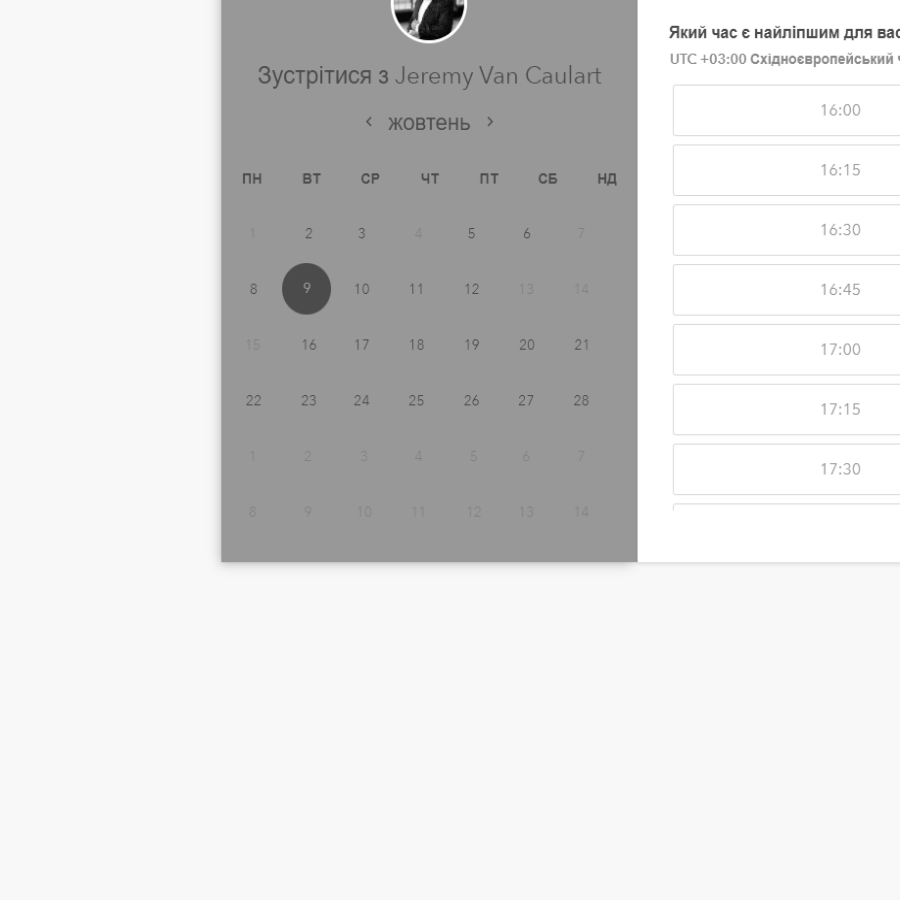 Зустрітися з Jeremy Van Caulart
‹ жовтень ›
ПН ВТ СР ЧТ ПТ СБ НД
1 2 3 4 5 6 7
8 9 10 11 12 13 14
15 16 17 18 19 20 21
22 23 24 25 26 27 28
1 2 3 4 5 6 7
8 9 10 11 12 13 14
Який час є найліпшим для вас
UTC +03:00 Східноєвропейський
16:00
16:15
16:30
16:45
17:00
17:15
17:30